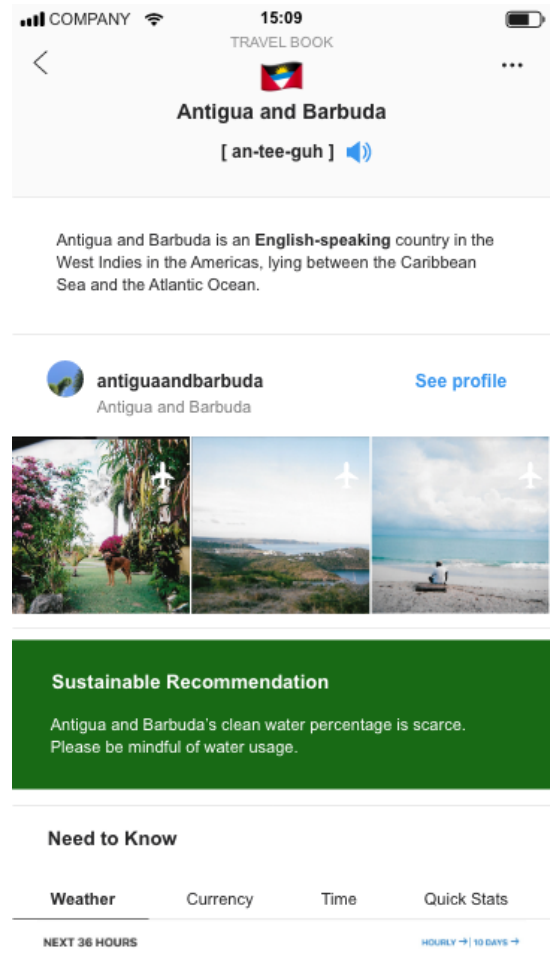 COMPANY 15:09
TRAVEL BOOK
Antigua and Barbuda
[ an-tee-guh ]
Antigua and Barbuda is an English-speaking country in the
West Indies in the Americas, lying between the Caribbean
Sea and the Atlantic Ocean.
antiguaandbarbuda See profile
Antigua and Barbuda
Sustainable Recommendation
Antigua and Barbuda's clean water percentage is scarce.
Please be mindful of water usage.
Need to Know
Weather Currency Time Quick Stats
NEXT 36 HOURS HOURLY → | 10 DAYS →